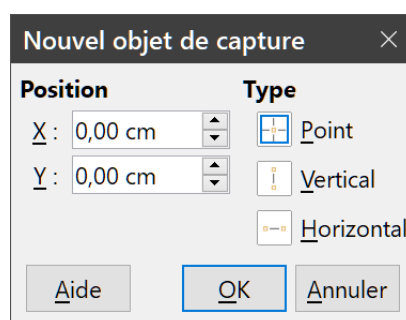 Nouvel objet de capture
Position Type
X : 0,00 cm Point
Y : 0,00 cm Vertical
Horizontal
Aide OK Annuler